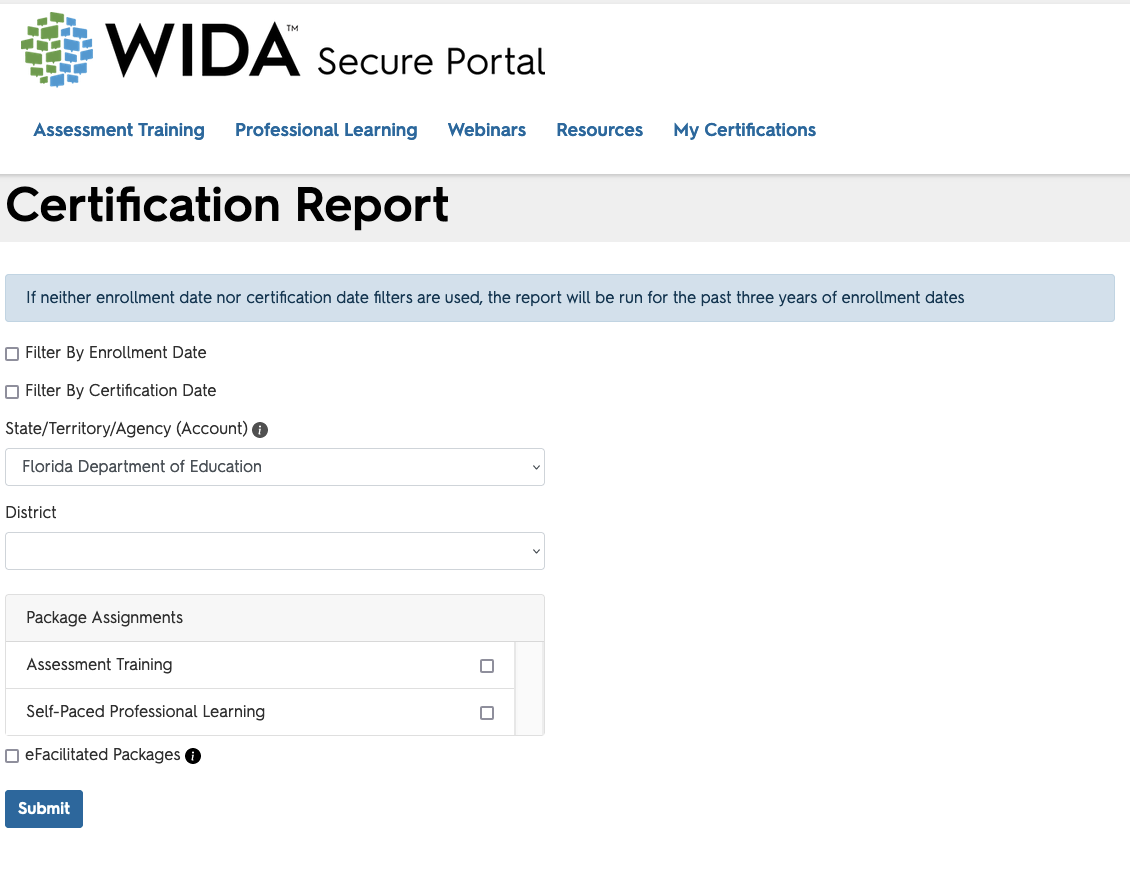 WIDA™ Secure Portal
Assessment Training Professional Learning Webinars Resources My Certifications
Certification Report
If neither enrollment date nor certification date filters are used, the report will be run for the past three years of enrollment dates
Filter By Enrollment Date
Filter By Certification Date
State/Territory/Agency (Account) i
Florida Department of Education
District
Package Assignments
Assessment Training
Self-Paced Professional Learning
eFacilitated Packages i
Submit